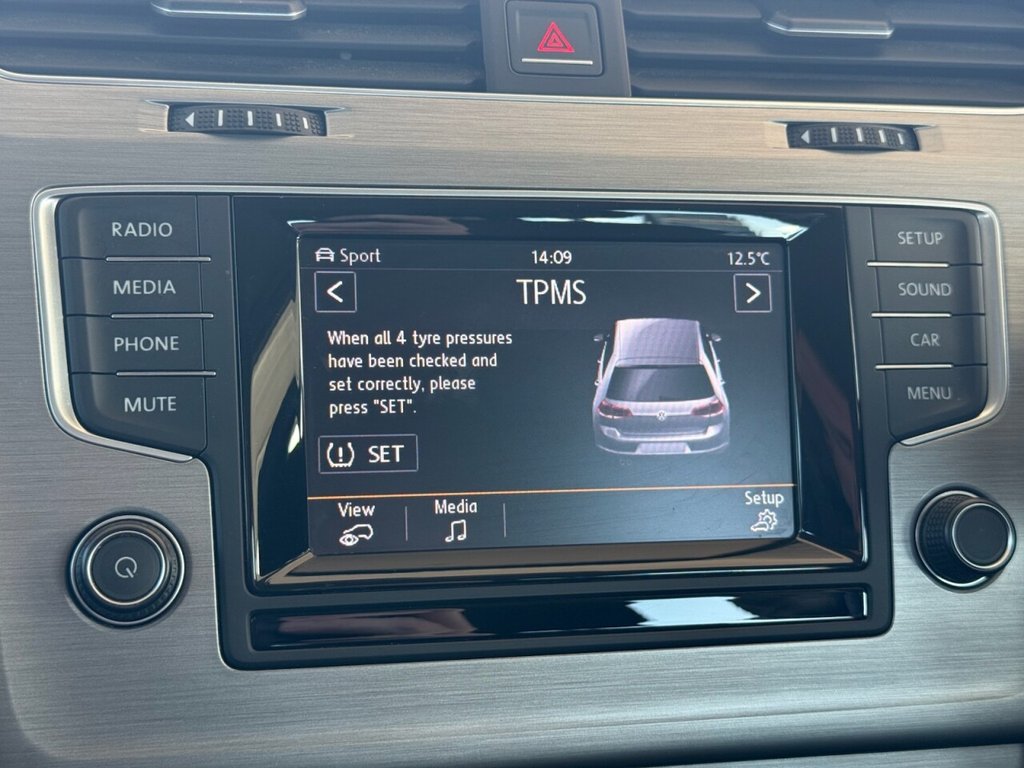 RADIO
MEDIA
PHONE
MUTE
Sport 14:09 12.5°C
TPMS
When all 4 tyre pressures
have been checked and
set correctly, please
press "SET".
SET
View Media Setup
SETUP
SOUND
CAR
MENU